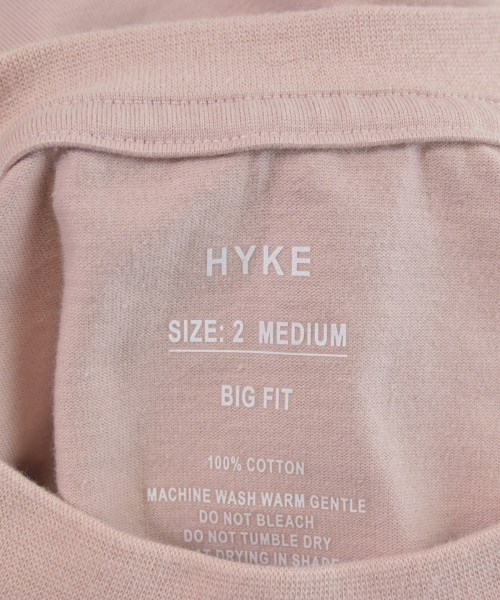 HYKE
SIZE: 2 MEDIUM
BIG FIT
100% COTTON
MACHINE WASH WARM GENTLE
DO NOT BLEACH
DO NOT TUMBLE DRY
DRYING IN SHADE